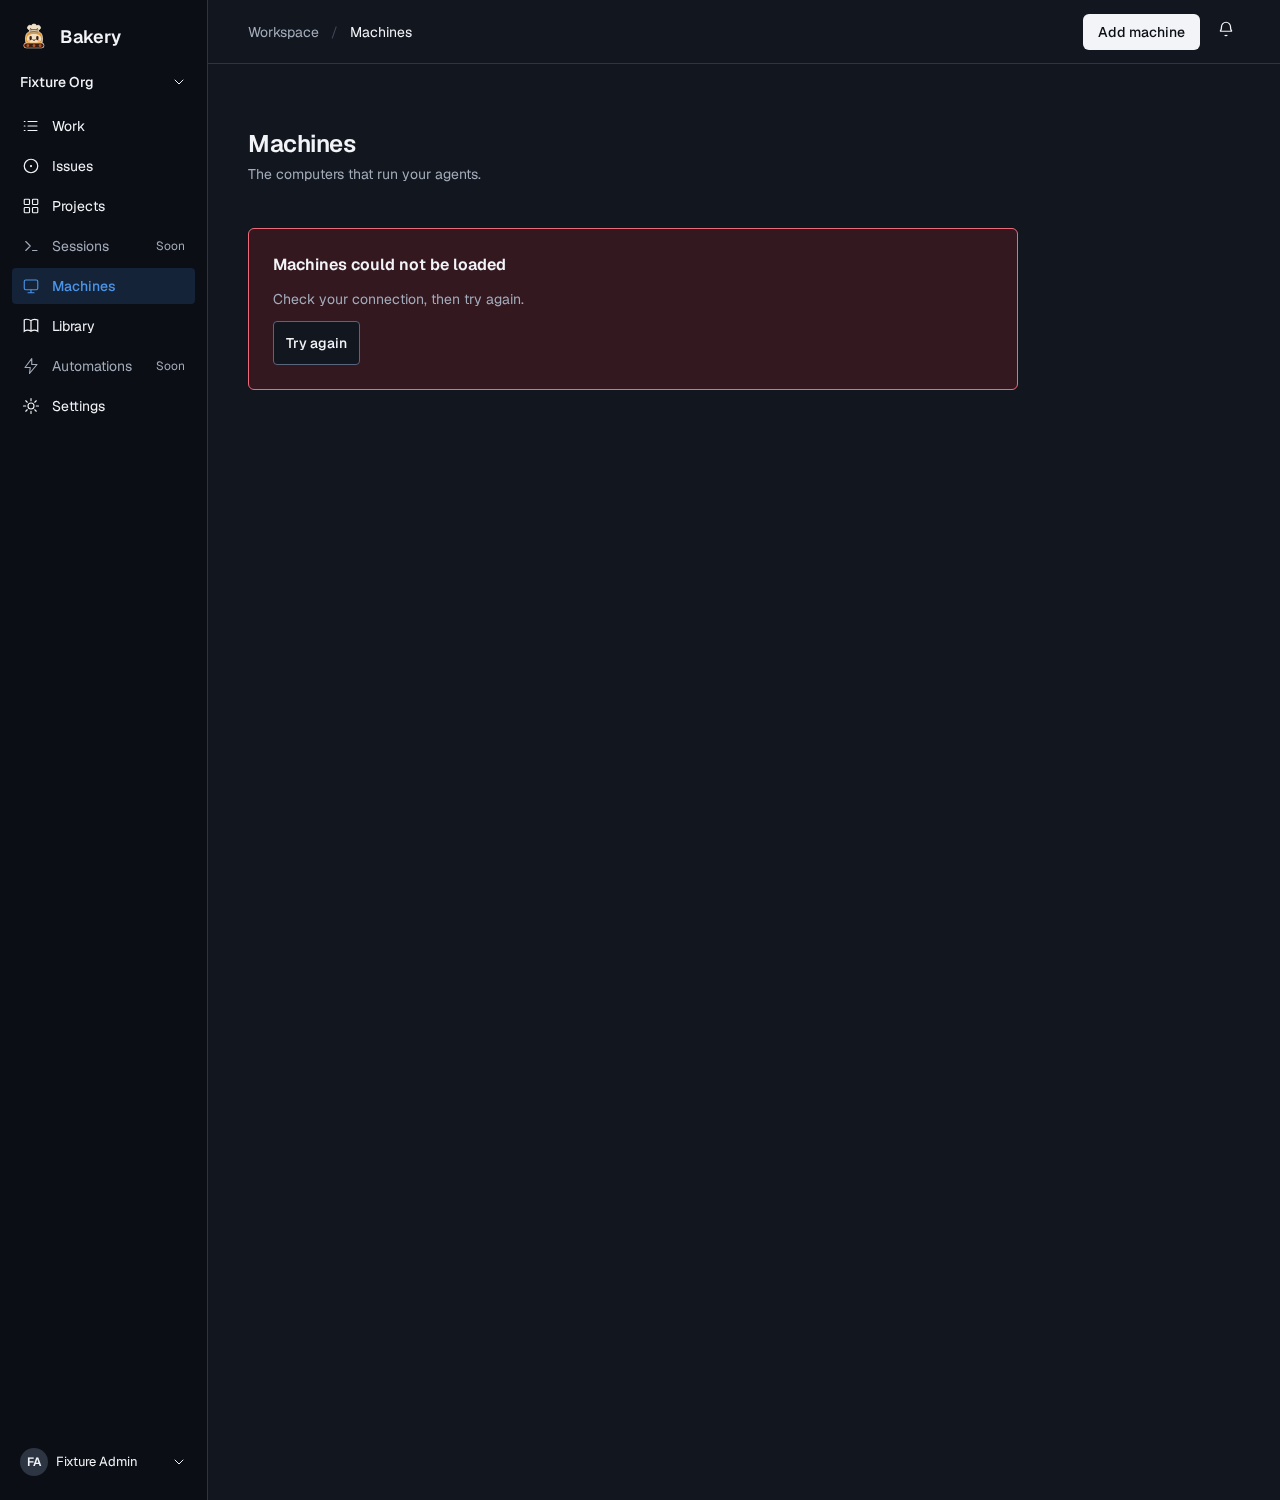 Bakery
Fixture Org
Work
Issues
Projects
Sessions Soon
Machines
Library
Automations Soon
Settings
FA Fixture Admin
Workspace / Machines
Add machine
Machines
The computers that run your agents.
Machines could not be loaded
Check your connection, then try again.
Try again